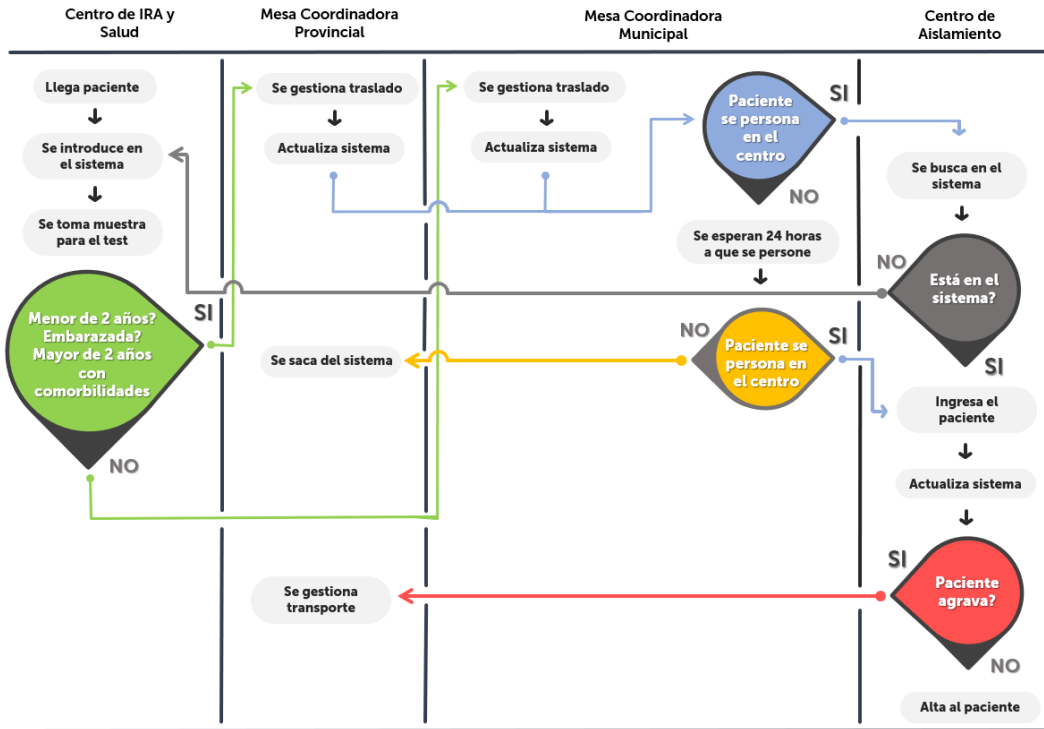 Centro de IRA y
Salud
Mesa Coordinadora
Provincial
Mesa Coordinadora
Municipal
Centro de
Aislamiento
Llega paciente
Se introduce en
el sistema
Se toma muestra
para el test
Menor de 2 años?
Embarazada?
Mayor de 2 años
con
comorbilidades
SI
NO
Se gestiona traslado
Actualiza sistema
Se saca del sistema
Se gestiona
transporte
Se gestiona traslado
Actualiza sistema
Paciente
se persona
en el
centro
SI
NO
Se esperan 24 horas
a que se persone
NO
Paciente se
persona en
el centro
SI
Se busca en el
sistema
NO
Está en el
sistema?
SI
Ingresa el
paciente
Actualiza sistema
SI
Paciente
agrava?
NO
Alta al paciente